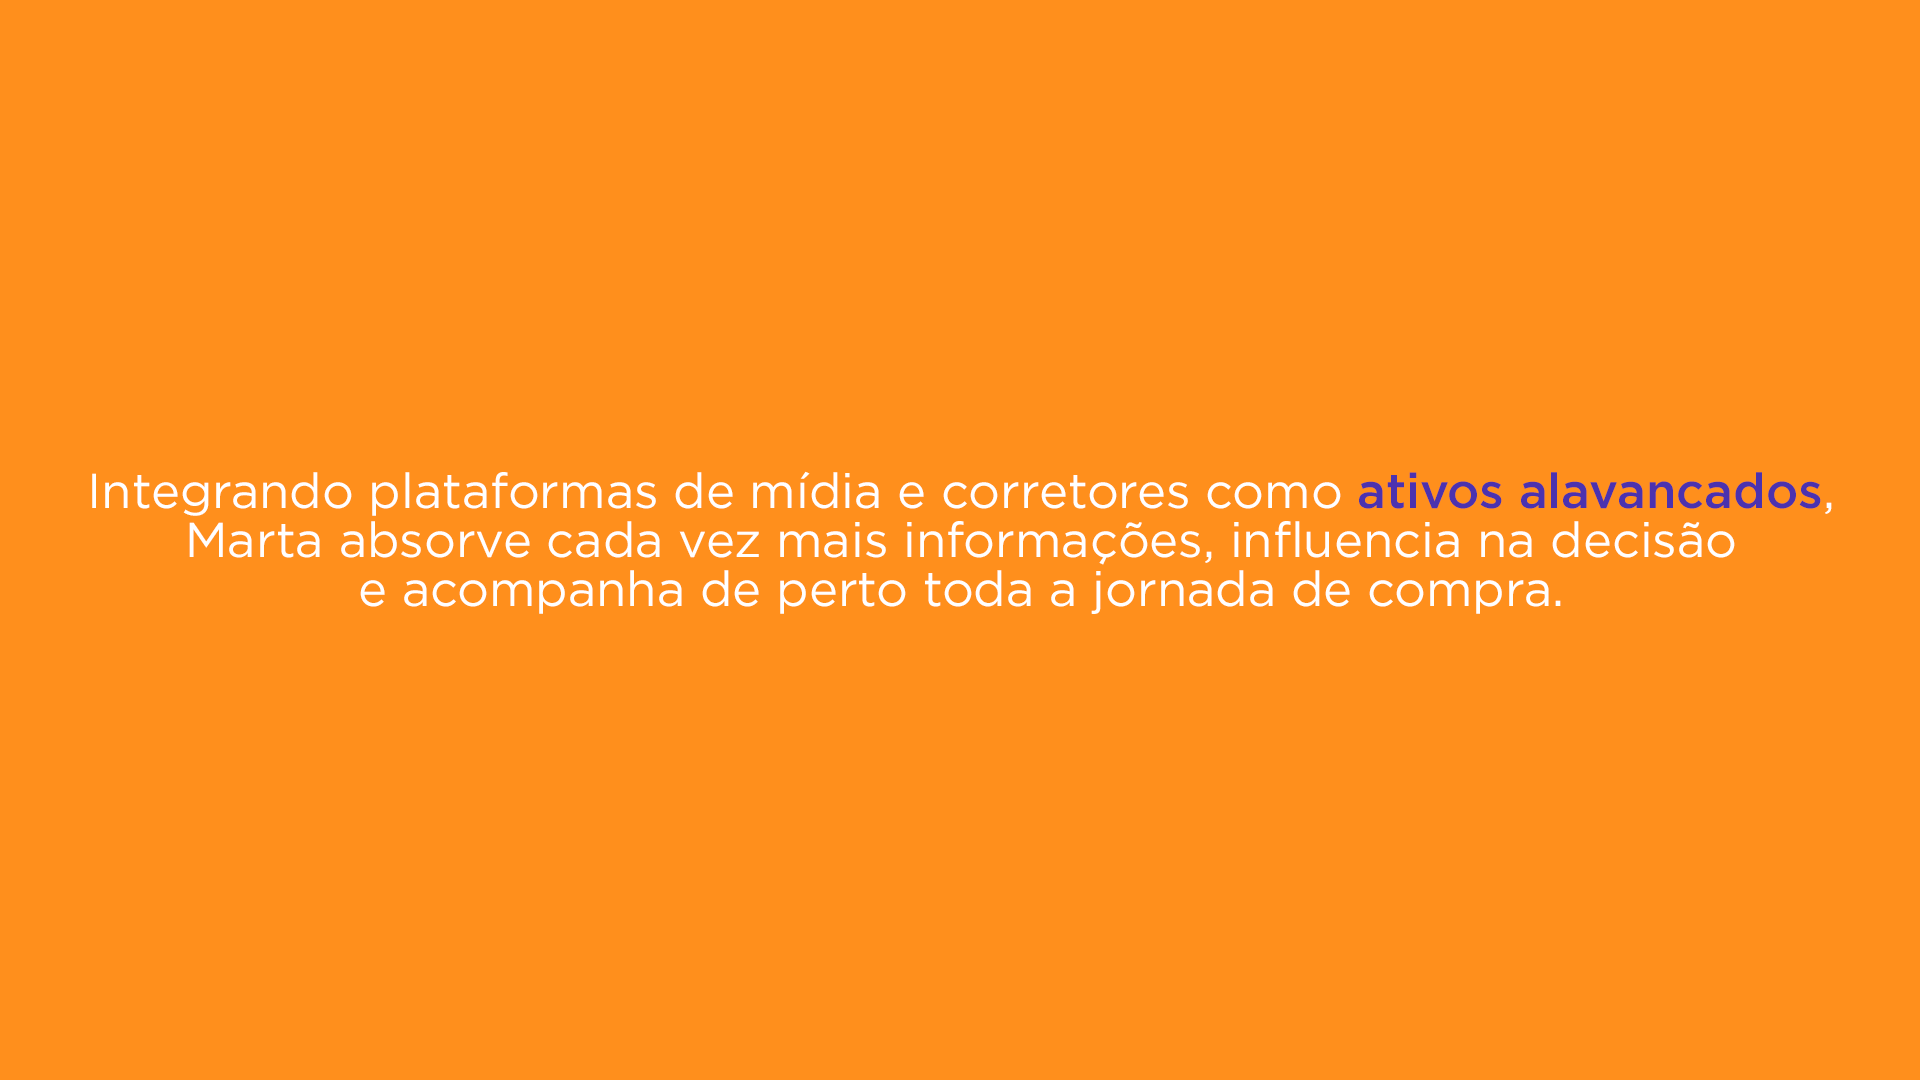 Integrando plataformas de mídia e corretores como ativos alavancados,
Marta absorve cada vez mais informações, influencia na decisão
e acompanha de perto toda a jornada de compra.